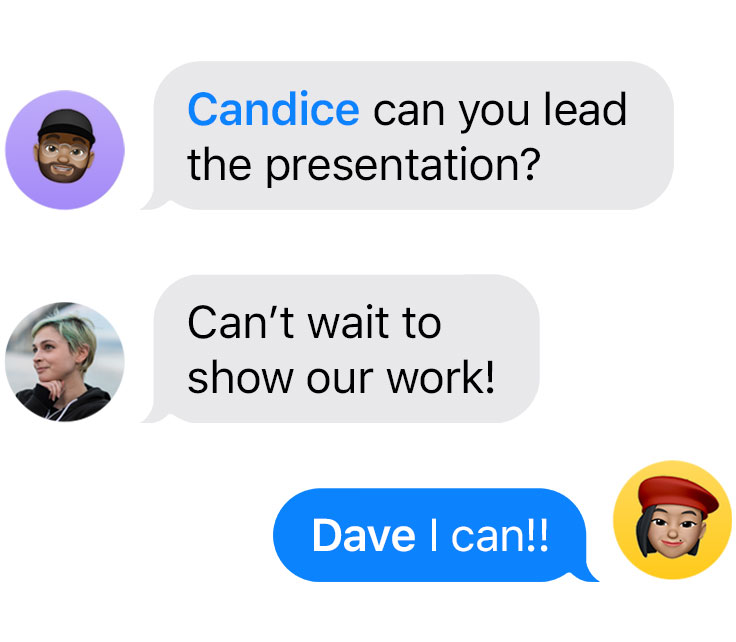 Candice can you lead
the presentation?
Can’t wait to
show our work!
Dave I can!!